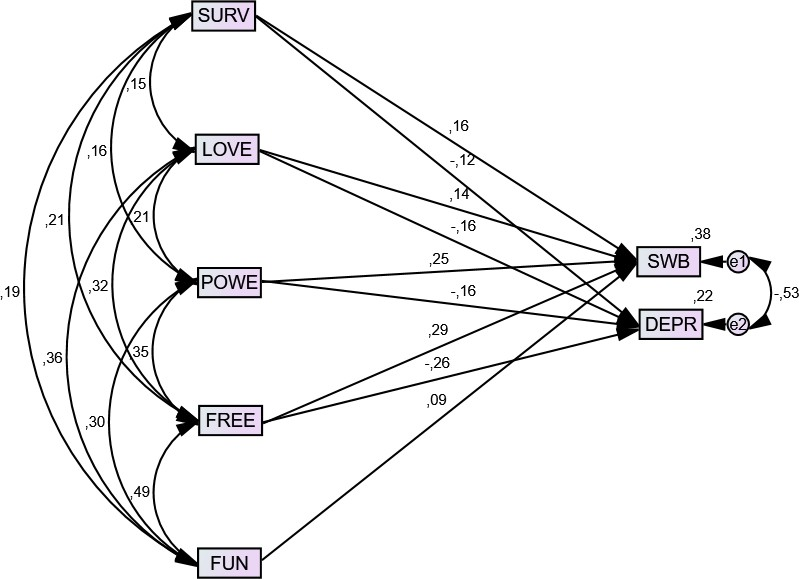 SURV
,15
,16
-,12
LOVE
,16
,14
,21
21
-,16
,38
,25
SWB
e1
POWE
,32
,19
-,16
,22
-,53
DEPR
e2
,29
,35
,36
-,26
,09
FREE
,30
,49
FUN